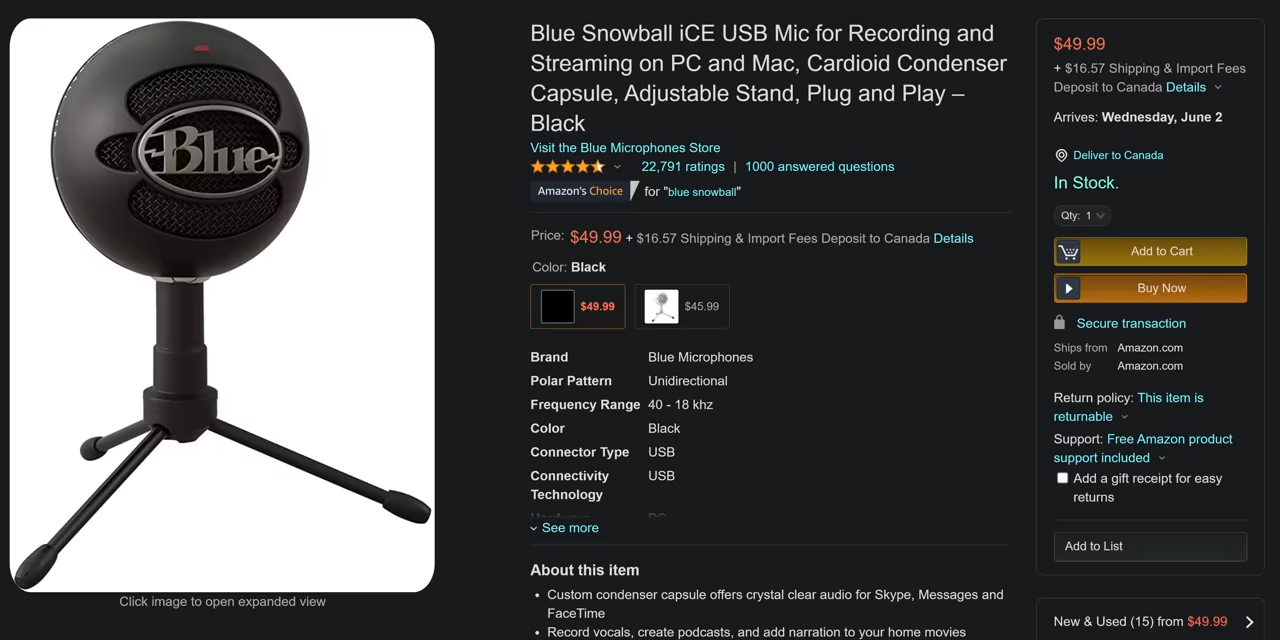 Blue
Click image to open expanded view
Blue Snowball iCE USB Mic for Recording and
Streaming on PC and Mac, Cardioid Condenser
Capsule, Adjustable Stand, Plug and Play –
Black
Visit the Blue Microphones Store
22,791 ratings | 1000 answered questions
Amazon's Choice for "blue snowball"
Price: $49.99 + $16.57 Shipping & Import Fees Deposit to Canada Details
Color: Black
$49.99 $45.99
Brand Blue Microphones
Polar Pattern Unidirectional
Frequency Range 40 - 18 khz
Color Black
Connector Type USB
Connectivity USB
Technology
Hardware PC
See more
About this item
• Custom condenser capsule offers crystal clear audio for Skype, Messages and
FaceTime
• Record vocals, create podcasts, and add narration to your home movies
$49.99
+ $16.57 Shipping & Import Fees
Deposit to Canada Details
Arrives: Wednesday, June 2
Deliver to Canada
In Stock.
Qty: 1
Add to Cart
Buy Now
Secure transaction
Ships from Amazon.com
Sold by Amazon.com
Return policy: This item is
returnable
Support: Free Amazon product
support included
Add a gift receipt for easy
returns
Add to List
New & Used (15) from $49.99